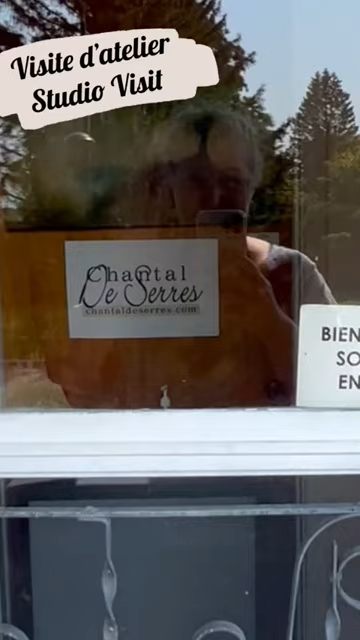 Visite d'atelier
Studio Visit
Chantal
De Serres
chantaldeserres.com
BIEN
SO
EN